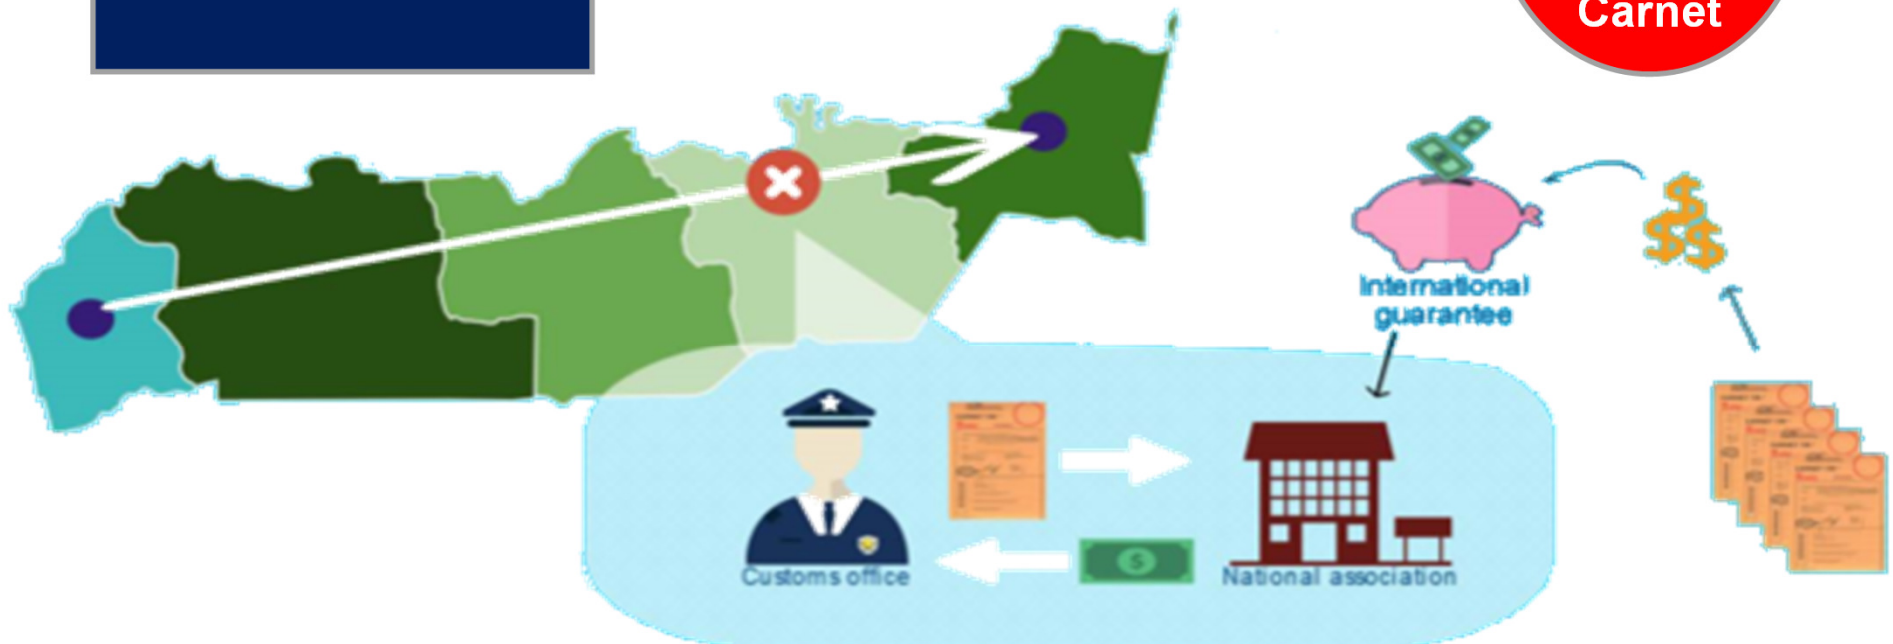 Carnet
International
guarantee
Customs office
National association